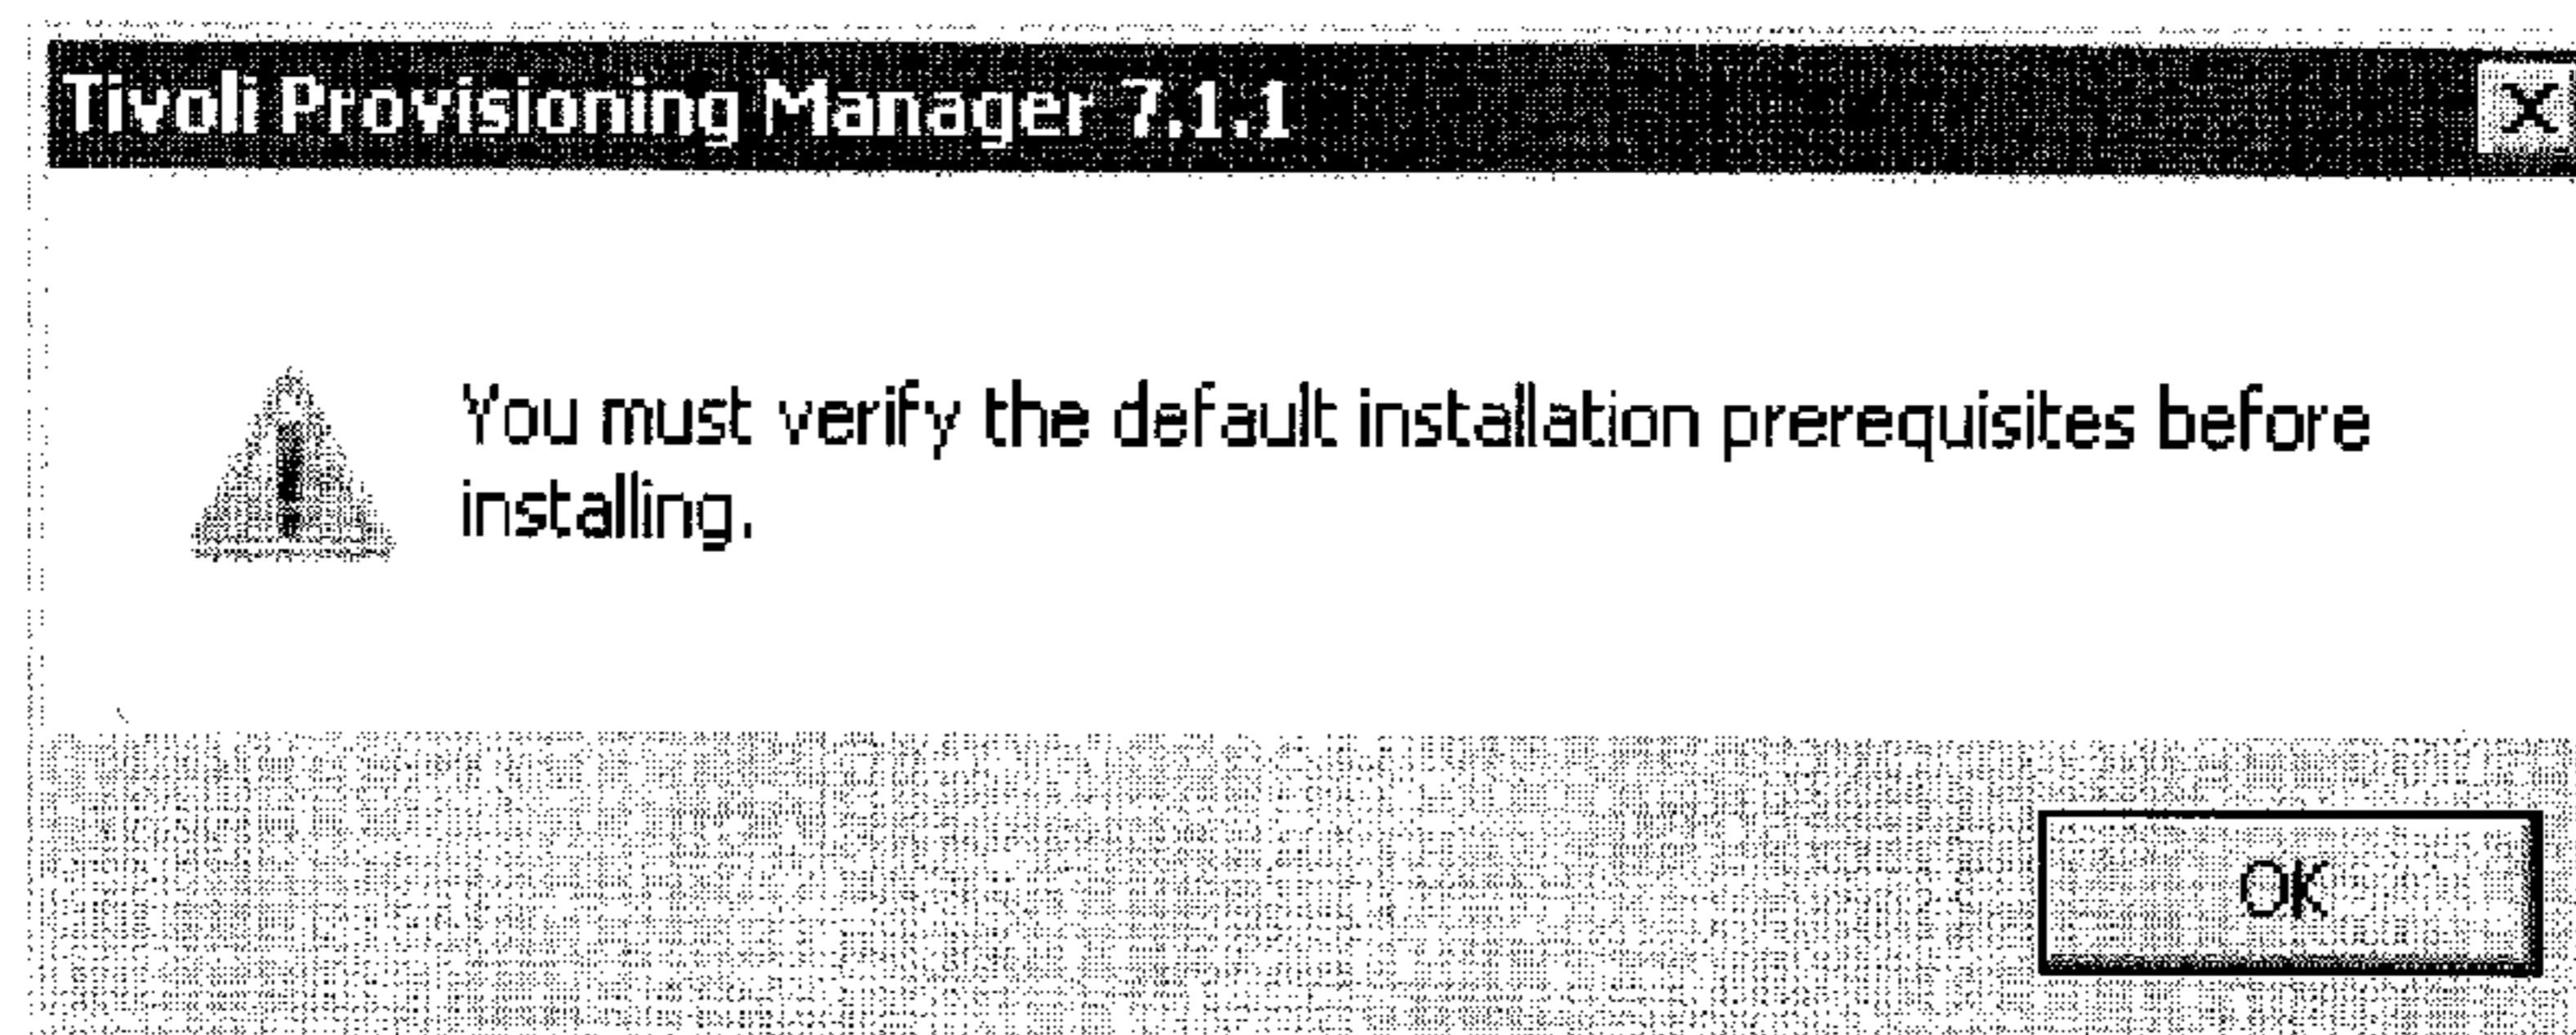 Tivoli Provisioning Manager 7.1.1
You must verify the default installation prerequisites before
installing.
OK